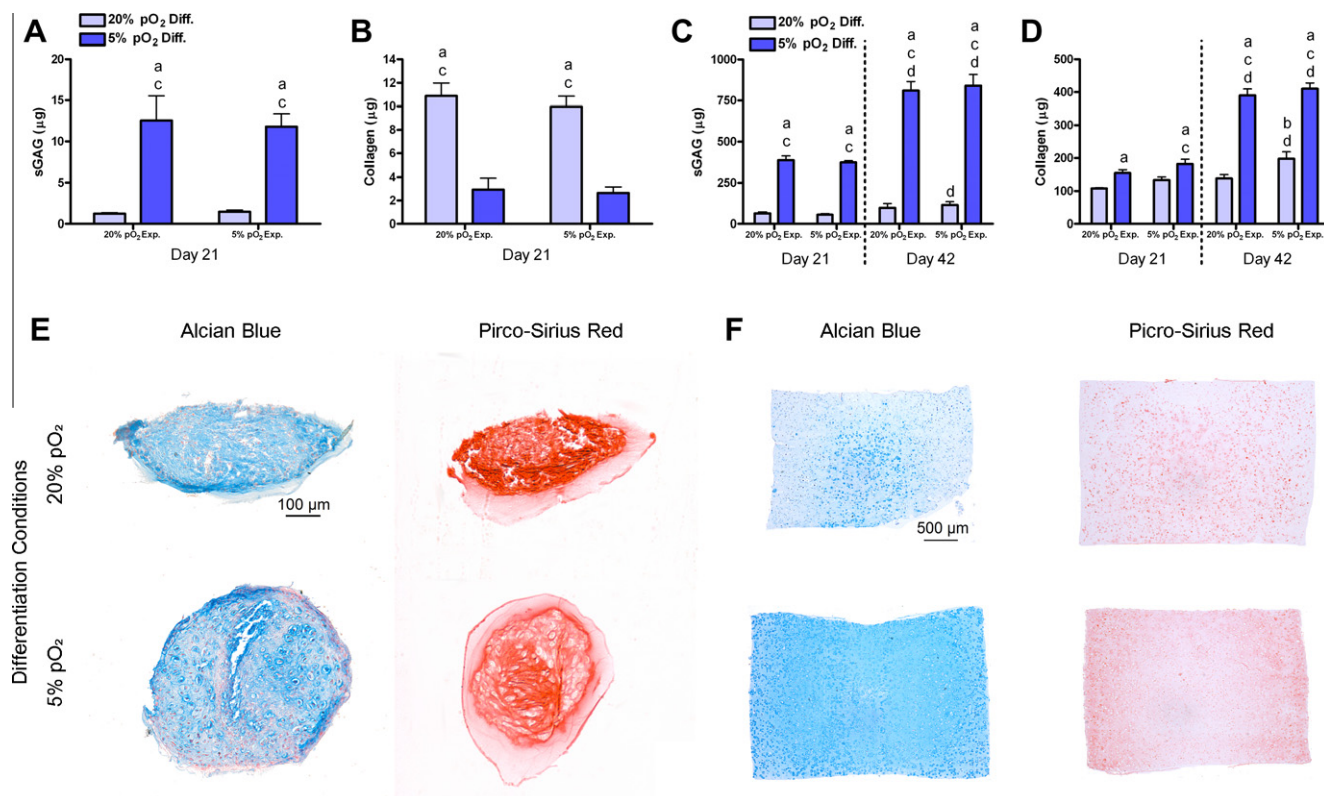 A
20% pO₂ Diff.
5% pO₂ Diff.
sGAG (μg)
20
15
10
5
0
a
c
a
c
20% pO₂ Exp.
5% pO₂ Exp.
Day 21
B
Collagen (μg)
14
12
10
8
6
4
2
0
a
c
a
c
20% pO₂ Exp.
5% pO₂ Exp.
Day 21
C
20% pO₂ Diff.
5% pO₂ Diff.
sGAG (μg)
1000
750
500
250
0
a
c
a
c
a
c
d
d
a
c
d
20% pO₂ Exp.
5% pO₂ Exp.
20% pO₂ Exp.
5% pO₂ Exp.
Day 21
Day 42
D
Collagen (μg)
500
400
300
200
100
0
a
a
c
a
c
d
b
d
a
c
d
20% pO₂ Exp.
5% pO₂ Exp.
20% pO₂ Exp.
5% pO₂ Exp.
Day 21
Day 42
E
Alcian Blue
Pirco-Sirius Red
F
Alcian Blue
Picro-Sirius Red
Differentiation Conditions
20% pO₂
100 μm
500 μm
5% pO₂